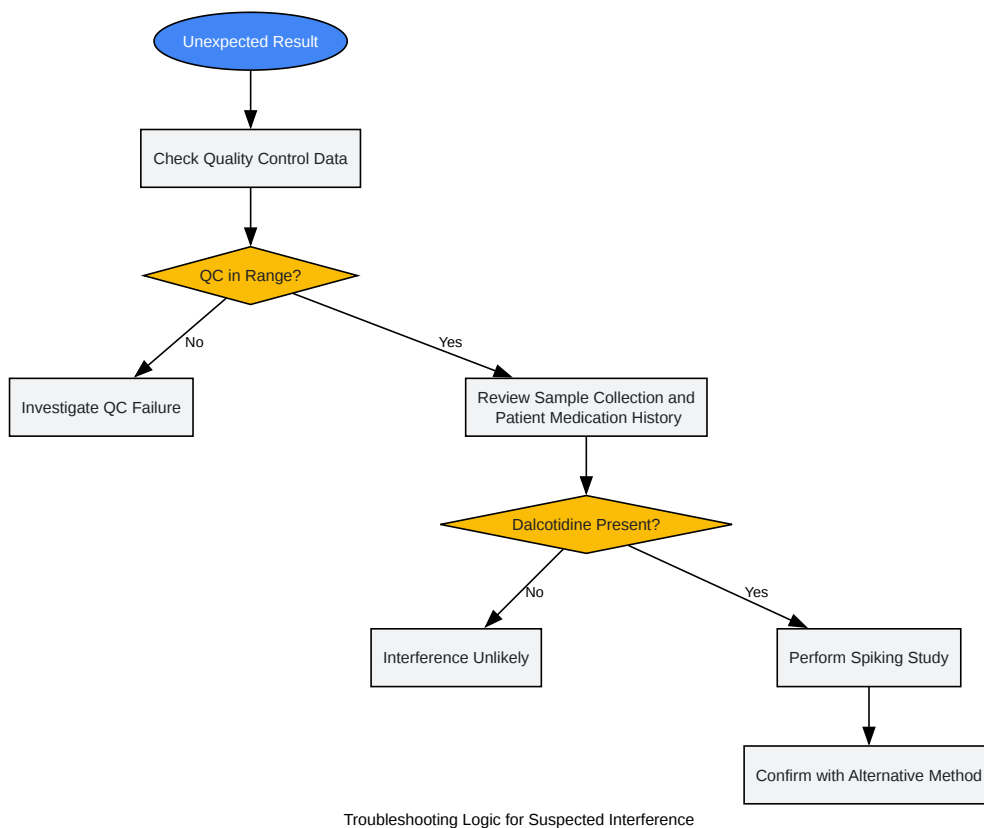 Unexpected Result
Check Quality Control Data
QC in Range?
No
Yes
Investigate QC Failure
Review Sample Collection and
Patient Medication History
Dalcotidine Present?
No
Yes
Interference Unlikely
Perform Spiking Study
Confirm with Alternative Method
Troubleshooting Logic for Suspected Interference